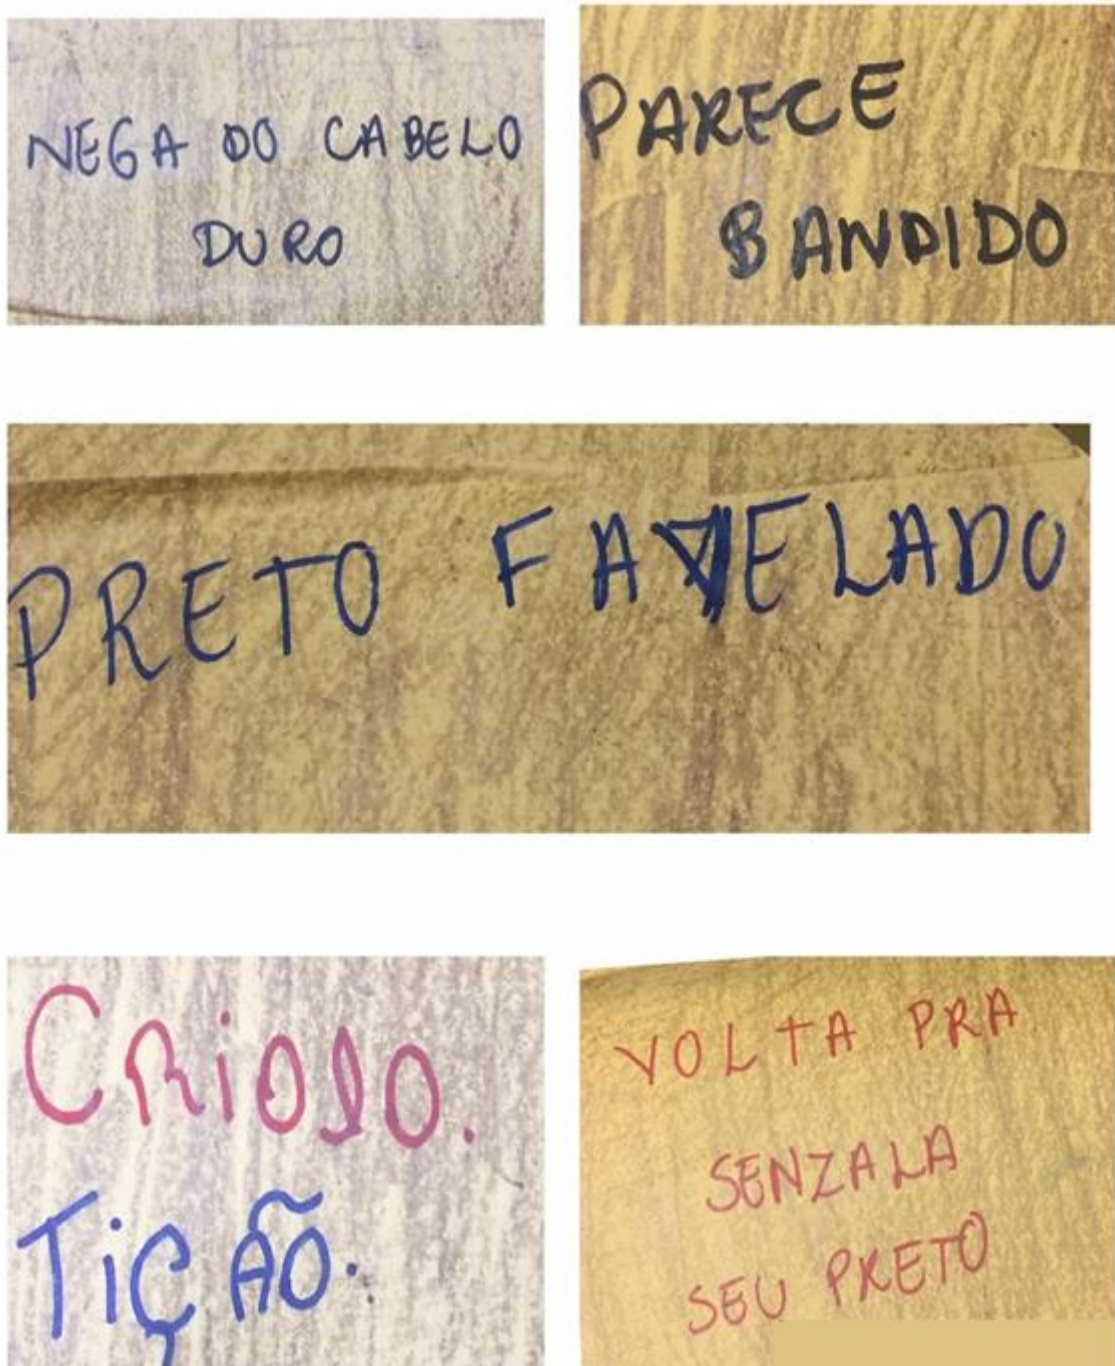 NEGA DO CABELO
DURO
PARECE
BANDIDO
PRETO FAVELADO
CRiOlO.
TiÇÃO.
VOLTA PRA
SENZALA
SEU PRETO